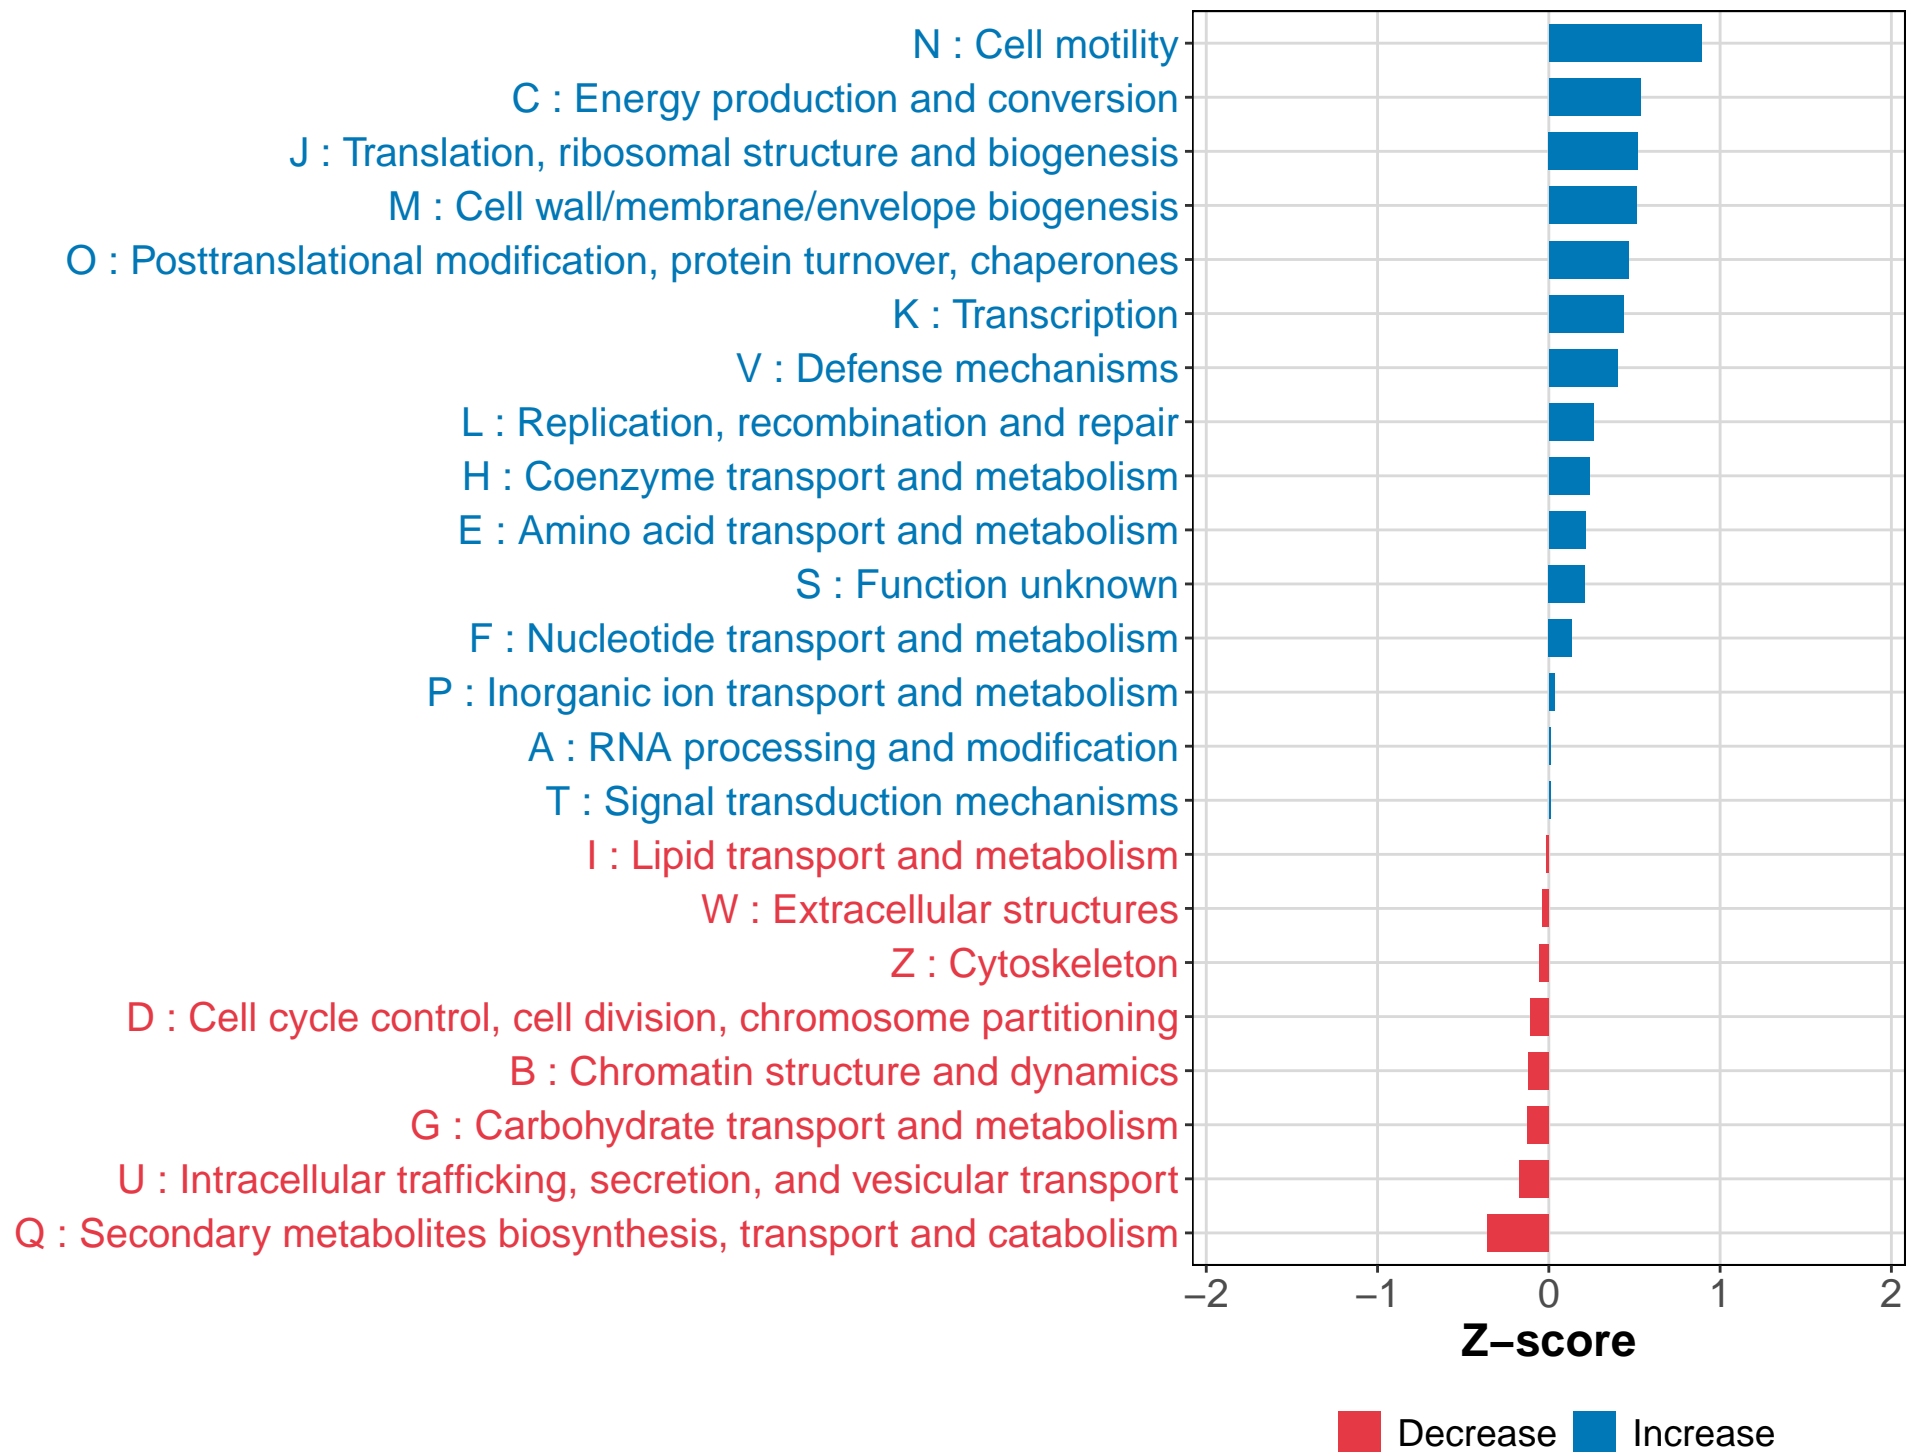 N : Cell motility
C : Energy production and conversion
J : Translation, ribosomal structure and biogenesis
M : Cell wall/membrane/envelope biogenesis
O : Posttranslational modification, protein turnover, chaperones
K : Transcription
V : Defense mechanisms
L : Replication, recombination and repair
H : Coenzyme transport and metabolism
E : Amino acid transport and metabolism
S : Function unknown
F : Nucleotide transport and metabolism
P : Inorganic ion transport and metabolism
A : RNA processing and modification
T : Signal transduction mechanisms
I : Lipid transport and metabolism
W : Extracellular structures
Z : Cytoskeleton
D : Cell cycle control, cell division, chromosome partitioning
B : Chromatin structure and dynamics
G : Carbohydrate transport and metabolism
U : Intracellular trafficking, secretion, and vesicular transport
Q : Secondary metabolites biosynthesis, transport and catabolism
−2 −1 0 1 2
Z−score
Decrease Increase